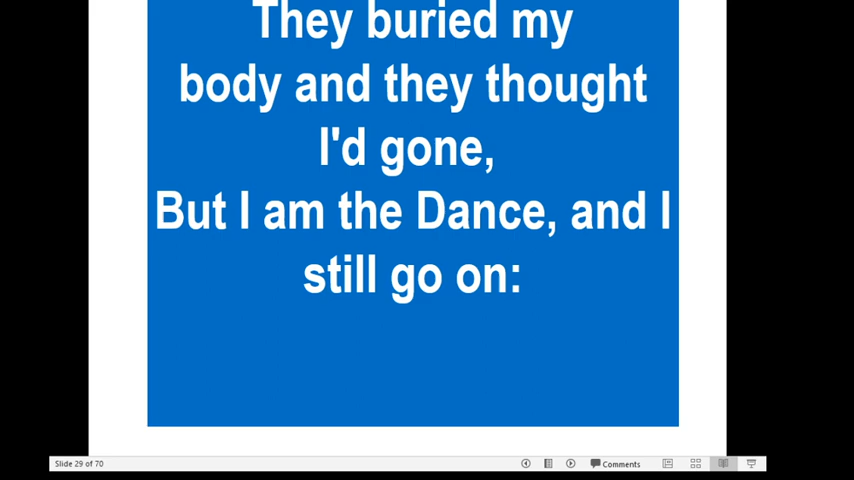 They buried my
body and they thought
I'd gone,
But I am the Dance, and I
still go on:
Slide 29 of 70
Comments